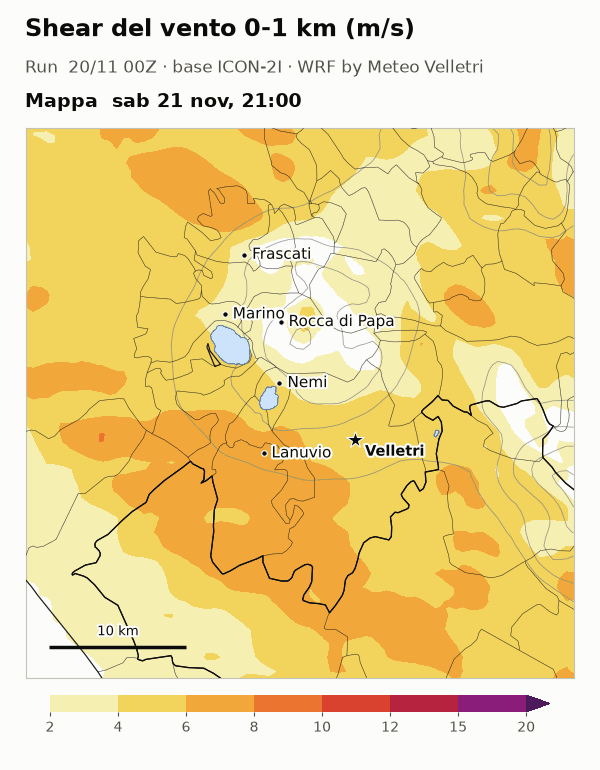 Shear del vento 0-1 km (m/s)
Run  20/11 00Z · base ICON-2I · WRF by Meteo Velletri
Mappa  sab 21 nov, 21:00
Frascati
Marino
Rocca di Papa
Nemi
Velletri
Lanuvio
10 km
2 4 6 8 10 12 15 20